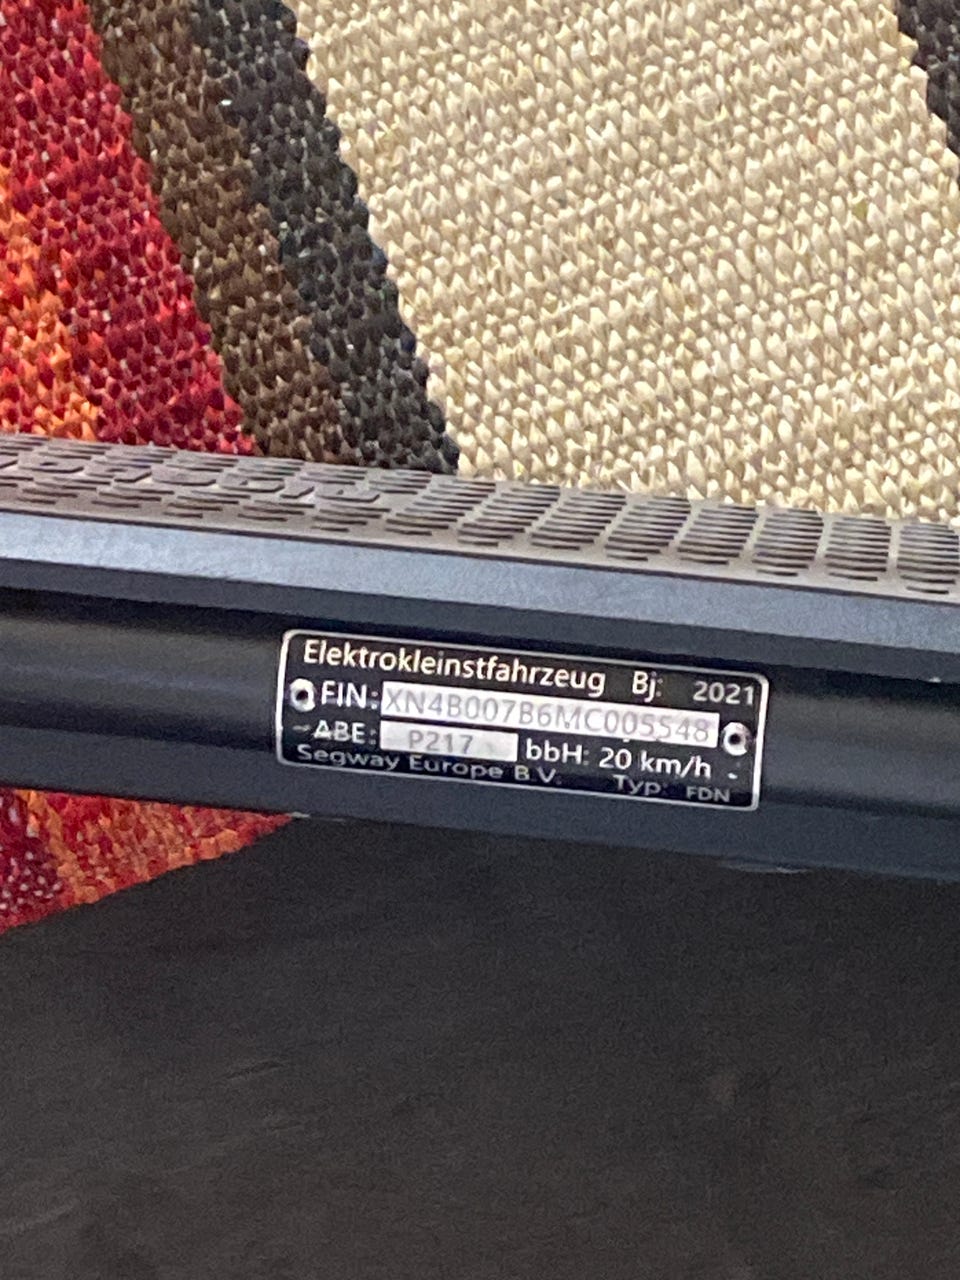 Elektrokleinstfahrzeug Bj: 2021
FIN: XN4B007B6MC005548
ABE: P217 bbH: 20 km/h
Segway Europe B.V. Typ: FDN